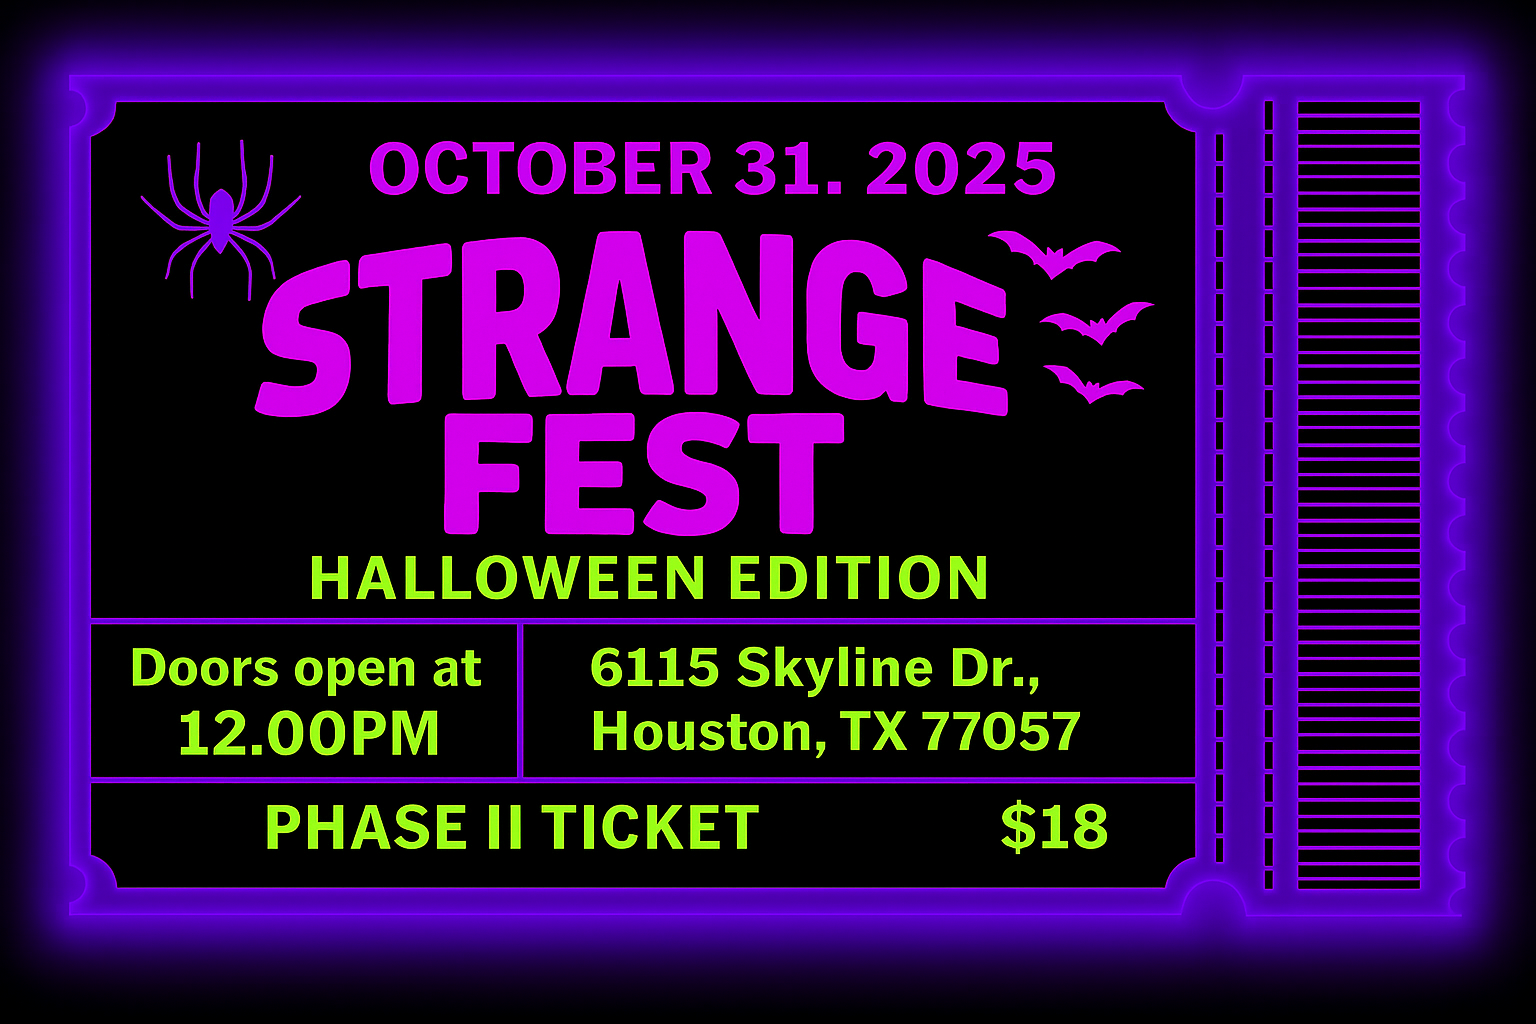 OCTOBER 31. 2025
STRANGE
FEST
HALLOWEEN EDITION
Doors open at
12.00PM
6115 Skyline Dr.,
Houston, TX 77057
PHASE II TICKET
$18